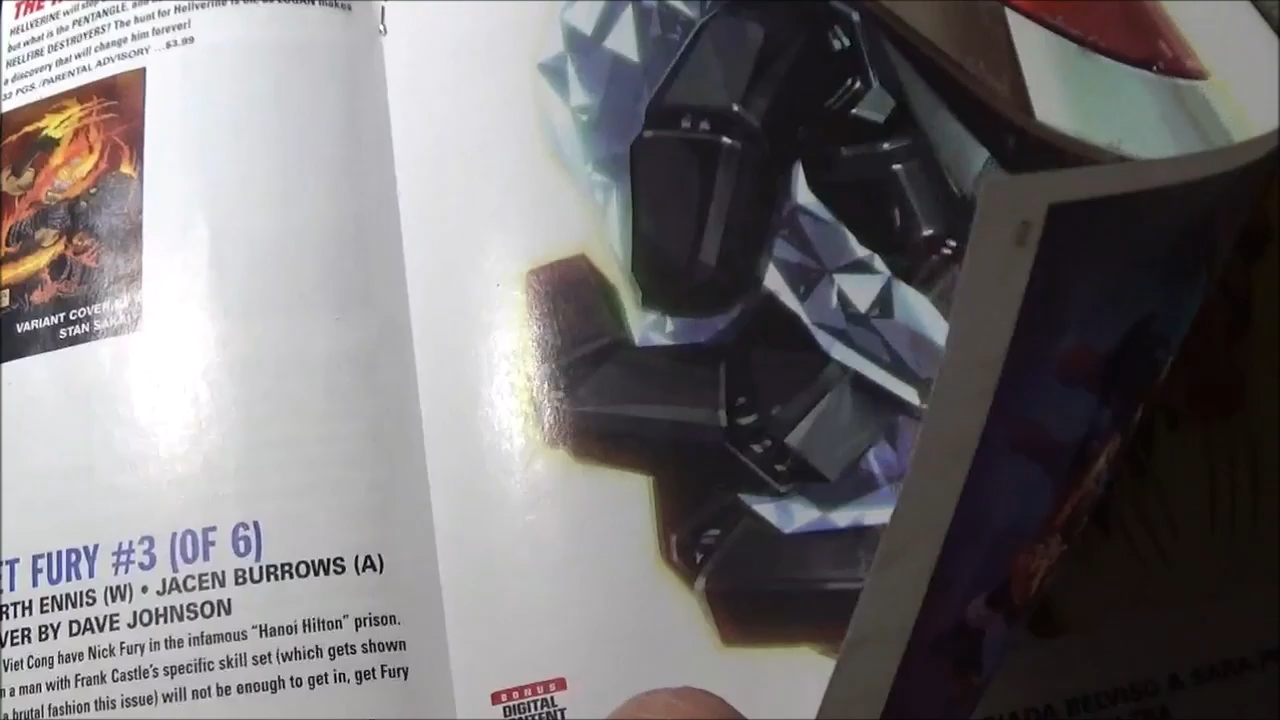 HELLVERINE will stop
but what is the PENTANGLE, and
HELLFIRE DESTROYERS? The hunt for Hellverine is on, as LOGAN makes
a discovery that will change him forever!
32 PGS./PARENTAL ADVISORY ...$3.99
VARIANT COVER BY
STAN SAKAI
T FURY #3 (OF 6)
RTH ENNIS (W) • JACEN BURROWS (A)
VER BY DAVE JOHNSON
Viet Cong have Nick Fury in the infamous “Hanoi Hilton” prison.
n a man with Frank Castle’s specific skill set (which gets shown
a brutal fashion this issue) will not be enough to get in, get Fury
BONUS
DIGITAL